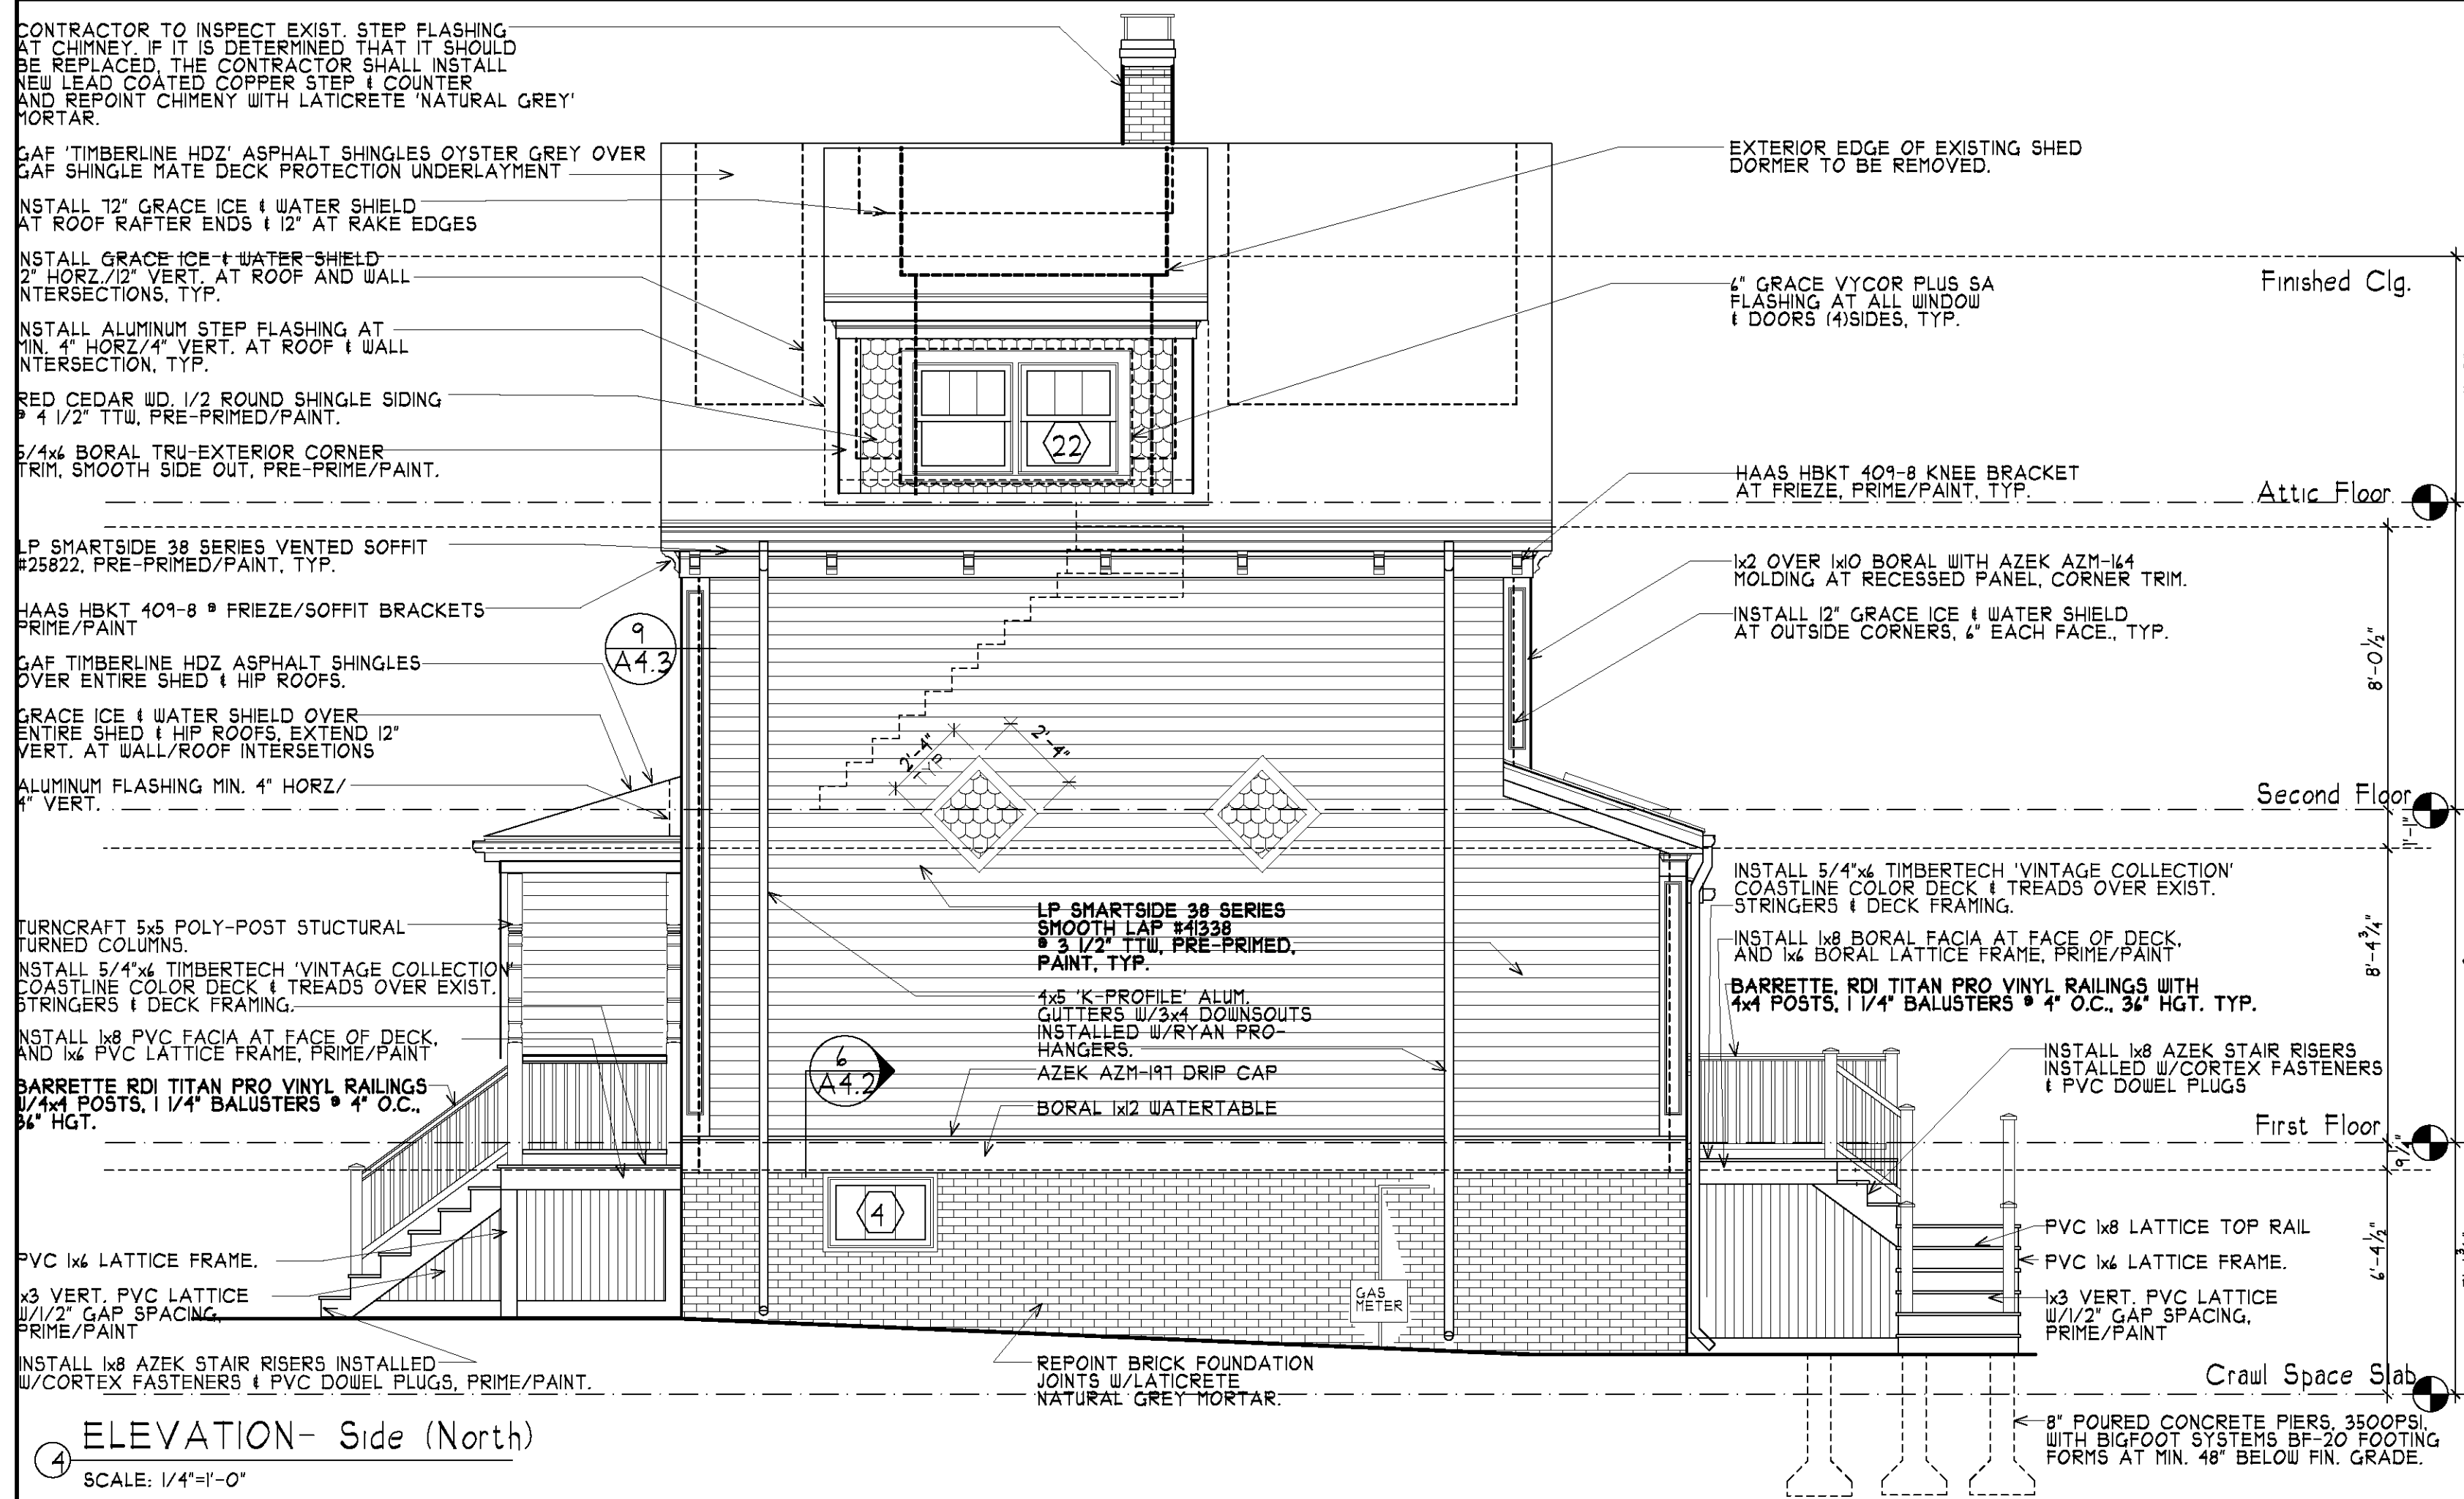 CONTRACTOR TO INSPECT EXIST. STEP FLASHING
AT CHIMNEY. IF IT IS DETERMINED THAT IT SHOULD
BE REPLACED, THE CONTRACTOR SHALL INSTALL
NEW LEAD COATED COPPER STEP & COUNTER
AND REPOINT CHIMENY WITH LATICRETE 'NATURAL GREY'
MORTAR.
GAF 'TIMBERLINE HDZ' ASPHALT SHINGLES OYSTER GREY OVER
GAF SHINGLE MATE DECK PROTECTION UNDERLAYMENT
INSTALL 72" GRACE ICE & WATER SHIELD
AT ROOF RAFTER ENDS & 12" AT RAKE EDGES
INSTALL GRACE ICE & WATER SHIELD
2" HORZ./12" VERT. AT ROOF AND WALL
NTERSECTIONS, TYP.
INSTALL ALUMINUM STEP FLASHING AT
MIN. 4" HORZ/4" VERT. AT ROOF & WALL
NTERSECTION, TYP.
RED CEDAR WD. 1/2 ROUND SHINGLE SIDING
@ 4 1/2" TTW, PRE-PRIMED/PAINT.
5/4x6 BORAL TRU-EXTERIOR CORNER
TRIM, SMOOTH SIDE OUT, PRE-PRIME/PAINT.
LP SMARTSIDE 38 SERIES VENTED SOFFIT
#25822, PRE-PRIMED/PAINT, TYP.
HAAS HBKT 409-8 @ FRIEZE/SOFFIT BRACKETS
PRIME/PAINT
GAF TIMBERLINE HDZ ASPHALT SHINGLES
OVER ENTIRE SHED & HIP ROOFS.
GRACE ICE & WATER SHIELD OVER
ENTIRE SHED & HIP ROOFS, EXTEND 12"
VERT. AT WALL/ROOF INTERSETIONS
ALUMINUM FLASHING MIN. 4" HORZ/
4" VERT.
TURNCRAFT 5x5 POLY-POST STUCTURAL
TURNED COLUMNS.
INSTALL 5/4"x6 TIMBERTECH 'VINTAGE COLLECTION'
COASTLINE COLOR DECK & TREADS OVER EXIST.
STRINGERS & DECK FRAMING.
INSTALL 1x8 PVC FACIA AT FACE OF DECK,
AND 1x6 PVC LATTICE FRAME, PRIME/PAINT
BARRETTE RDI TITAN PRO VINYL RAILINGS
W/4x4 POSTS, 1 1/4" BALUSTERS @ 4" O.C.,
36" HGT.
PVC 1x6 LATTICE FRAME.
1x3 VERT. PVC LATTICE
W/1/2" GAP SPACING,
PRIME/PAINT
INSTALL 1x8 AZEK STAIR RISERS INSTALLED
W/CORTEX FASTENERS & PVC DOWEL PLUGS, PRIME/PAINT.
4
ELEVATION- Side (North)
SCALE: 1/4"=1'-0"
22
9
A4.3
2'-4"
TYP.
2'-4"
LP SMARTSIDE 38 SERIES
SMOOTH LAP #41338
@ 3 1/2" TTW, PRE-PRIMED,
PAINT, TYP.
4x5 'K-PROFILE' ALUM.
GUTTERS W/3x4 DOWNSOUTS
INSTALLED W/RYAN PRO-
HANGERS.
6
A4.2
AZEK AZM-197 DRIP CAP
BORAL 1x12 WATERTABLE
4
GAS
METER
REPOINT BRICK FOUNDATION
JOINTS W/LATICRETE
NATURAL GREY MORTAR.
EXTERIOR EDGE OF EXISTING SHED
DORMER TO BE REMOVED.
6" GRACE VYCOR PLUS SA
FLASHING AT ALL WINDOW
& DOORS (4)SIDES, TYP.
HAAS HBKT 409-8 KNEE BRACKET
AT FRIEZE, PRIME/PAINT, TYP.
1x2 OVER 1x10 BORAL WITH AZEK AZM-164
MOLDING AT RECESSED PANEL, CORNER TRIM.
INSTALL 12" GRACE ICE & WATER SHIELD
AT OUTSIDE CORNERS, 6" EACH FACE., TYP.
INSTALL 5/4"x6 TIMBERTECH 'VINTAGE COLLECTION'
COASTLINE COLOR DECK & TREADS OVER EXIST.
STRINGERS & DECK FRAMING.
INSTALL 1x8 BORAL FACIA AT FACE OF DECK,
AND 1x6 BORAL LATTICE FRAME, PRIME/PAINT
BARRETTE, RDI TITAN PRO VINYL RAILINGS WITH
4x4 POSTS, 1 1/4" BALUSTERS @ 4" O.C., 36" HGT. TYP.
INSTALL 1x8 AZEK STAIR RISERS
INSTALLED W/CORTEX FASTENERS
& PVC DOWEL PLUGS
PVC 1x8 LATTICE TOP RAIL
PVC 1x6 LATTICE FRAME.
1x3 VERT. PVC LATTICE
W/1/2" GAP SPACING,
PRIME/PAINT
8" POURED CONCRETE PIERS, 3500PSI,
WITH BIGFOOT SYSTEMS BF-20 FOOTING
FORMS AT MIN. 48" BELOW FIN. GRADE.
Finished Clg.
Attic Floor
8'-0 1/2"
Second Floor
1'-1"
8'-4 3/4"
First Floor
9 1/4"
6'-4 1/2"
Crawl Space Slab